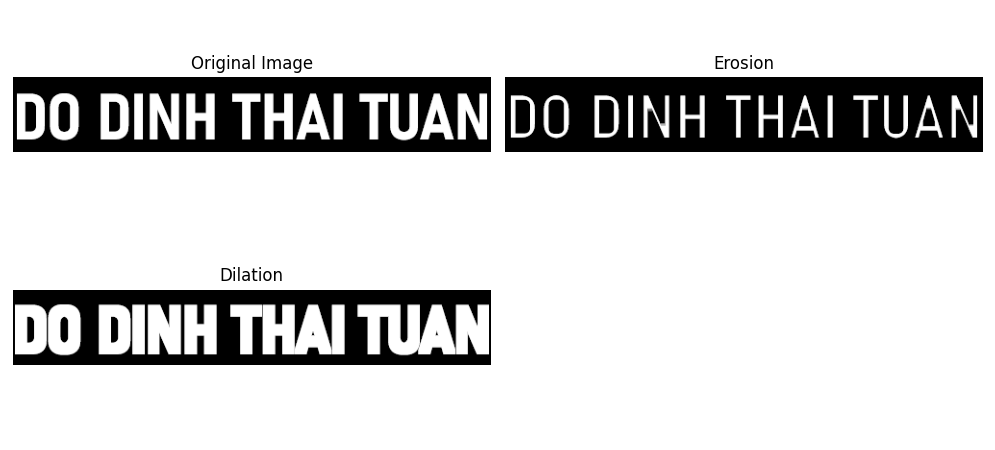 Original Image
DO DINH THAI TUAN
Erosion
DO DINH THAI TUAN
Dilation
DO DINH THAI TUAN